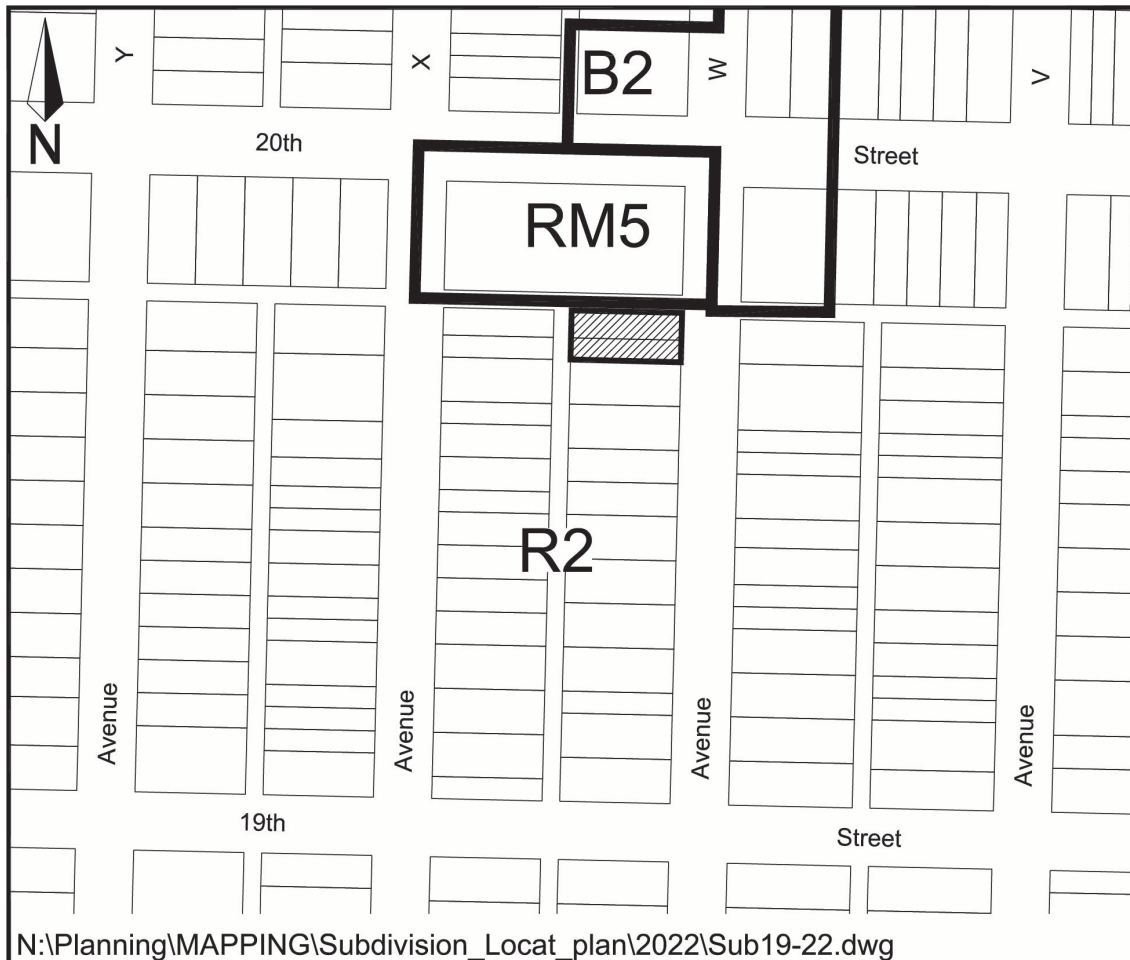 Y
X
B2
W
V
N
20th
Street
RM5
R2
Avenue
Avenue
Avenue
Avenue
19th
Street
N:\Planning\MAPPING\Subdivision_Locat_plan\2022\Sub19-22.dwg